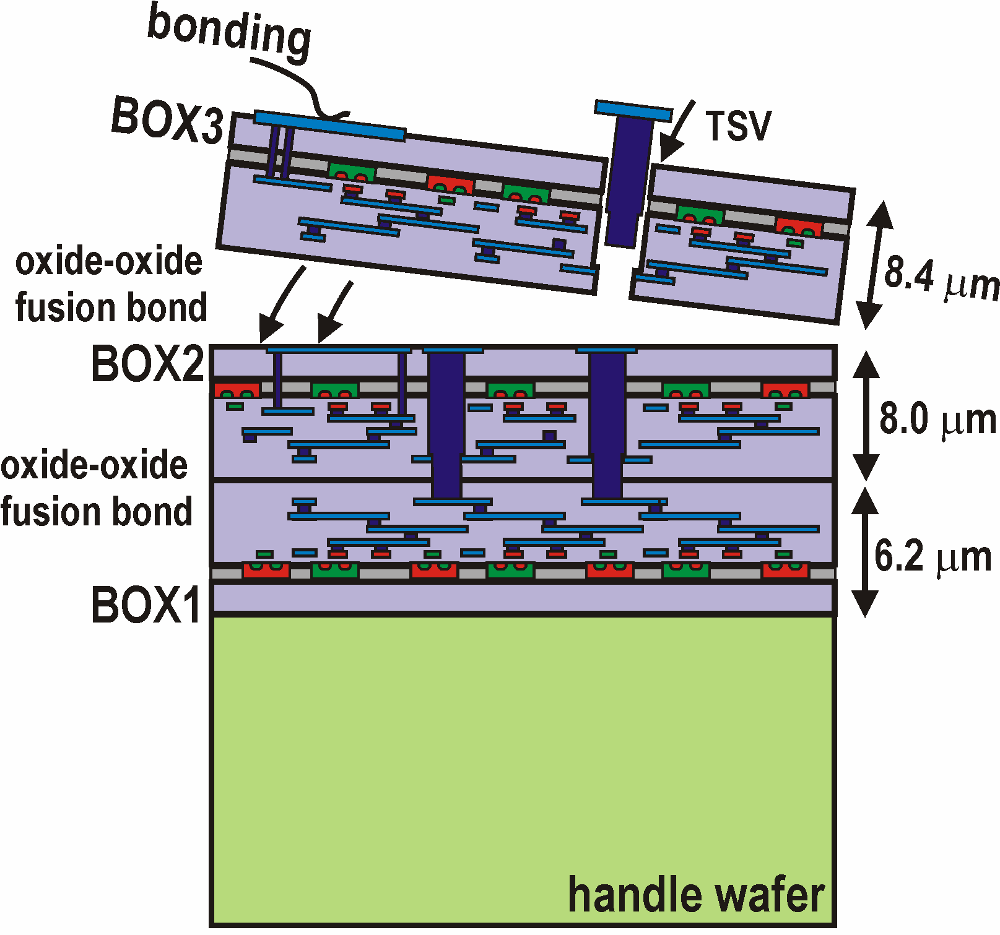 bonding
BOX3
TSV
oxide-oxide
fusion bond
8.4 μm
BOX2
8.0 μm
oxide-oxide
fusion bond
6.2 μm
BOX1
handle wafer